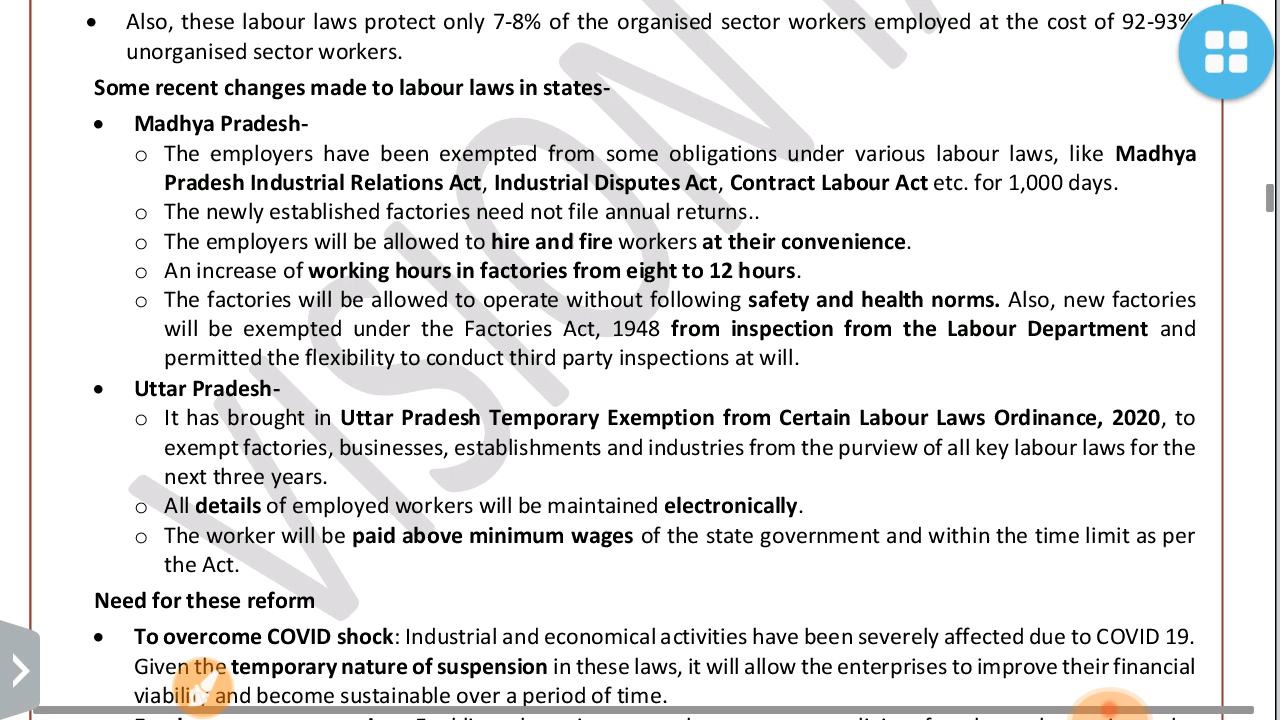 • Also, these labour laws protect only 7-8% of the organised sector workers employed at the cost of 92-93%
unorganised sector workers.
Some recent changes made to labour laws in states-
• Madhya Pradesh-
o The employers have been exempted from some obligations under various labour laws, like Madhya
Pradesh Industrial Relations Act, Industrial Disputes Act, Contract Labour Act etc. for 1,000 days.
o The newly established factories need not file annual returns..
o The employers will be allowed to hire and fire workers at their convenience.
o An increase of working hours in factories from eight to 12 hours.
o The factories will be allowed to operate without following safety and health norms. Also, new factories
will be exempted under the Factories Act, 1948 from inspection from the Labour Department and
permitted the flexibility to conduct third party inspections at will.
• Uttar Pradesh-
o It has brought in Uttar Pradesh Temporary Exemption from Certain Labour Laws Ordinance, 2020, to
exempt factories, businesses, establishments and industries from the purview of all key labour laws for the
next three years.
o All details of employed workers will be maintained electronically.
o The worker will be paid above minimum wages of the state government and within the time limit as per
the Act.
Need for these reform
• To overcome COVID shock: Industrial and economical activities have been severely affected due to COVID 19.
Given the temporary nature of suspension in these laws, it will allow the enterprises to improve their financial
viability and become sustainable over a period of time.
VISION